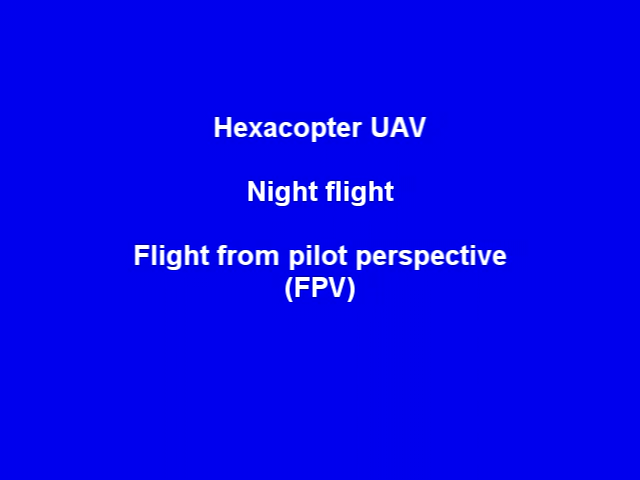 Hexacopter UAV
Night flight
Flight from pilot perspective
(FPV)